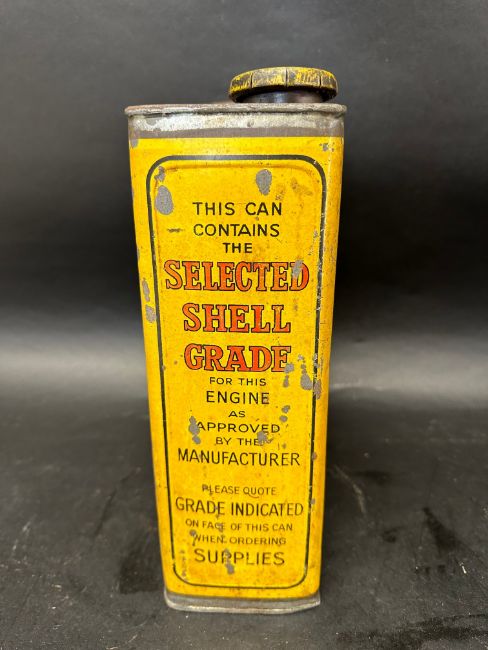 THIS CAN
CONTAINS
THE
SELECTED
SHELL
GRADE
FOR THIS
ENGINE
AS
APPROVED
BY THE
MANUFACTURER
PLEASE QUOTE
GRADE INDICATED
ON FACE OF THIS CAN
WHEN ORDERING
SUPPLIES